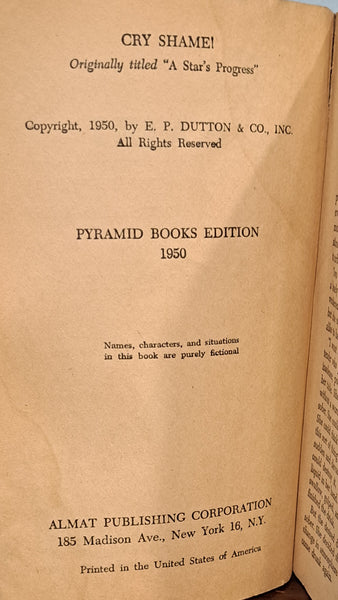 CRY SHAME!
Originally titled "A Star's Progress"
Copyright, 1950, by E. P. DUTTON & CO., INC.
All Rights Reserved
PYRAMID BOOKS EDITION
1950
Names, characters, and situations
in this book are purely fictional
ALMAT PUBLISHING CORPORATION
185 Madison Ave., New York 16, N.Y.
Printed in the United States of America